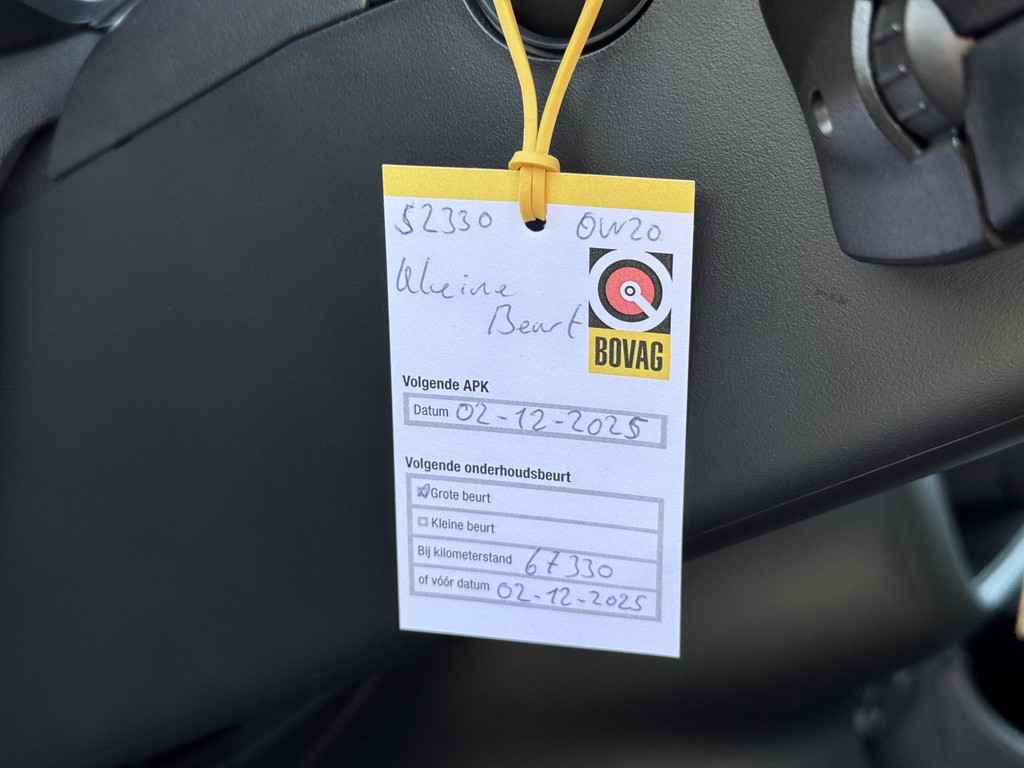 52330 0W20
Kleine
Beurt
BOVAG
Volgende APK
Datum 02-12-2025
Volgende onderhoudsbeurt
Grote beurt
Kleine beurt
Bij kilometerstand 67330
of vóór datum 02-12-2025